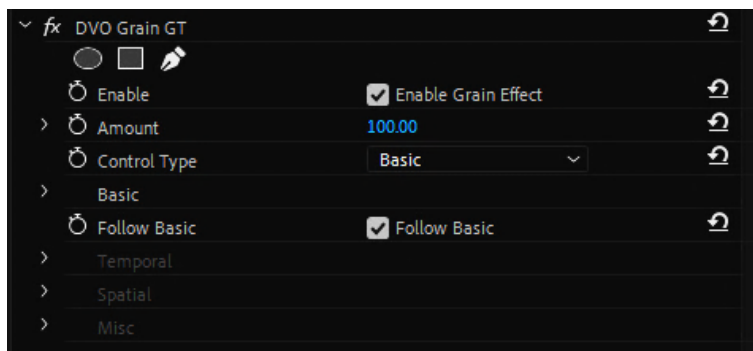 fx DVO Grain GT
Enable Enable Grain Effect
Amount 100.00
Control Type Basic
Basic
Follow Basic Follow Basic
Temporal
Spatial
Misc